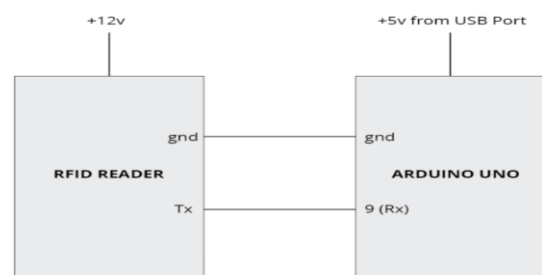 +12v
+5v from USB Port
gnd
gnd
RFID READER
ARDUINO UNO
Tx
9 (Rx)